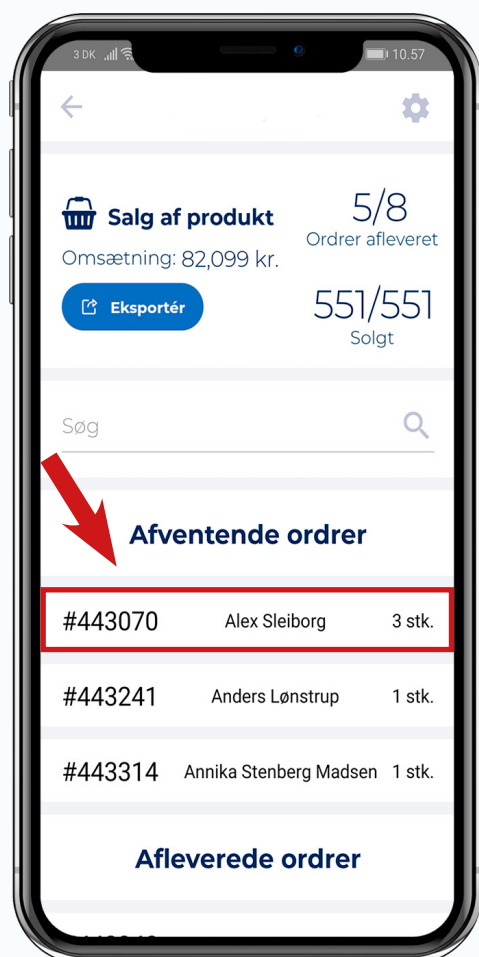 3 DK 10.57
Salg af produkt
Omsætning: 82,099 kr.
Eksportér
5/8
Ordrer afleveret
551/551
Solgt
Søg
Afventende ordrer
#443070 Alex Sleiborg 3 stk.
#443241 Anders Lønstrup 1 stk.
#443314 Annika Stenberg Madsen 1 stk.
Afleverede ordrer